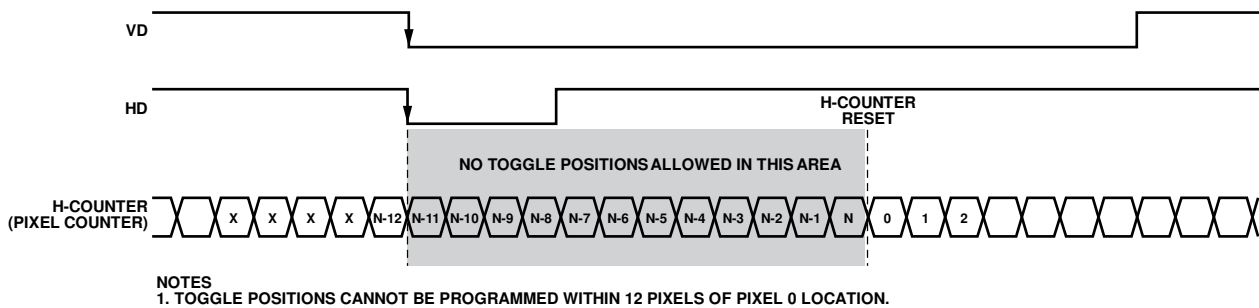 VD
HD
H-COUNTER
RESET
NO TOGGLE POSITIONS ALLOWED IN THIS AREA
H-COUNTER
(PIXEL COUNTER)
X X X X N-12 N-11 N-10 N-9 N-8 N-7 N-6 N-5 N-4 N-3 N-2 N-1 N 0 1 2
NOTES
1. TOGGLE POSITIONS CANNOT BE PROGRAMMED WITHIN 12 PIXELS OF PIXEL 0 LOCATION.